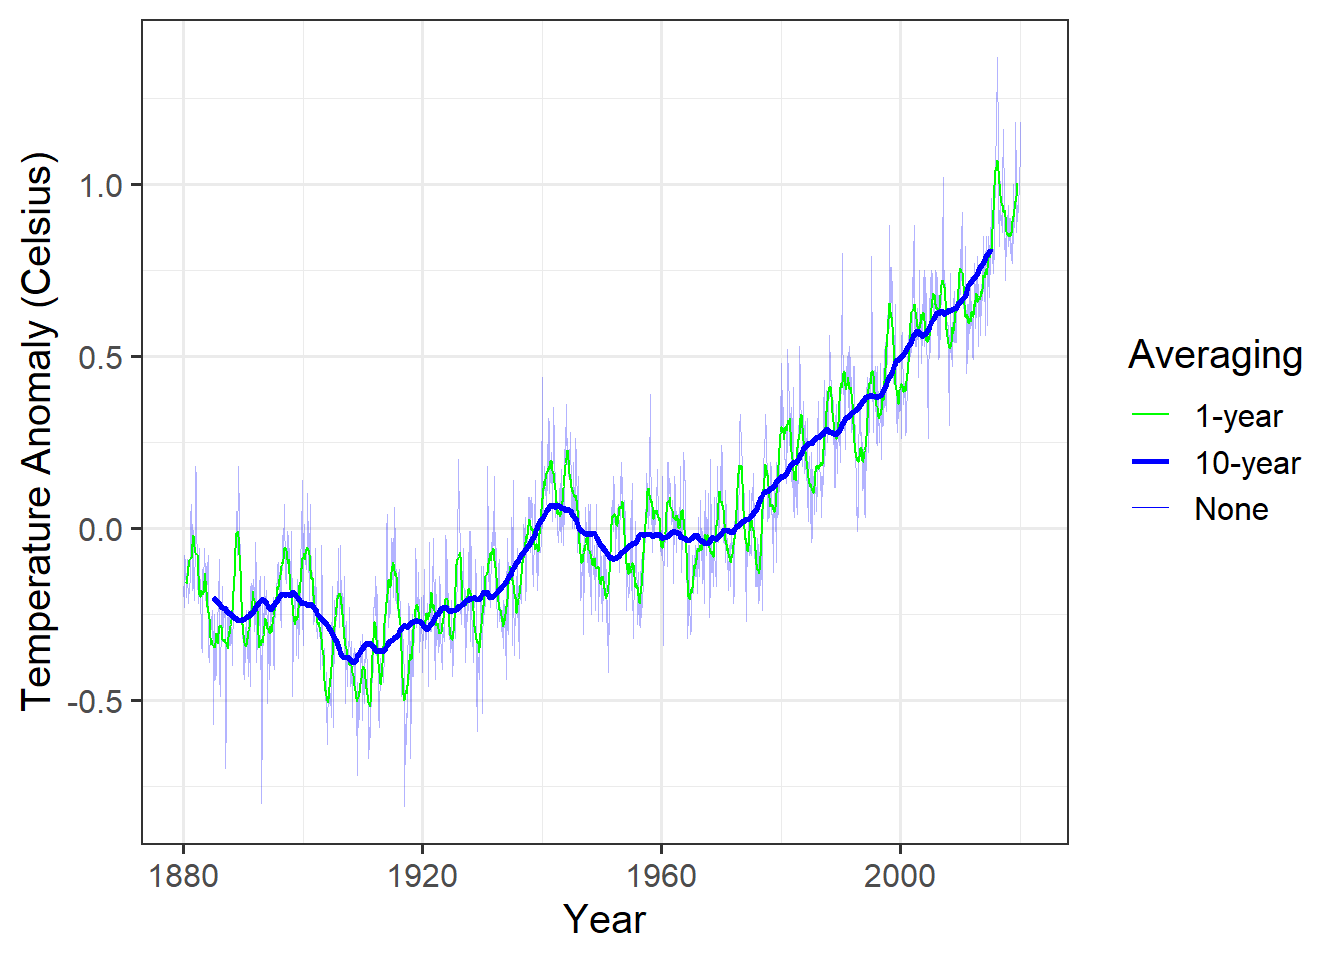 Temperature Anomaly (Celsius)
1.0
0.5
0.0
-0.5
1880 1920 1960 2000
Year
Averaging
1-year
10-year
None